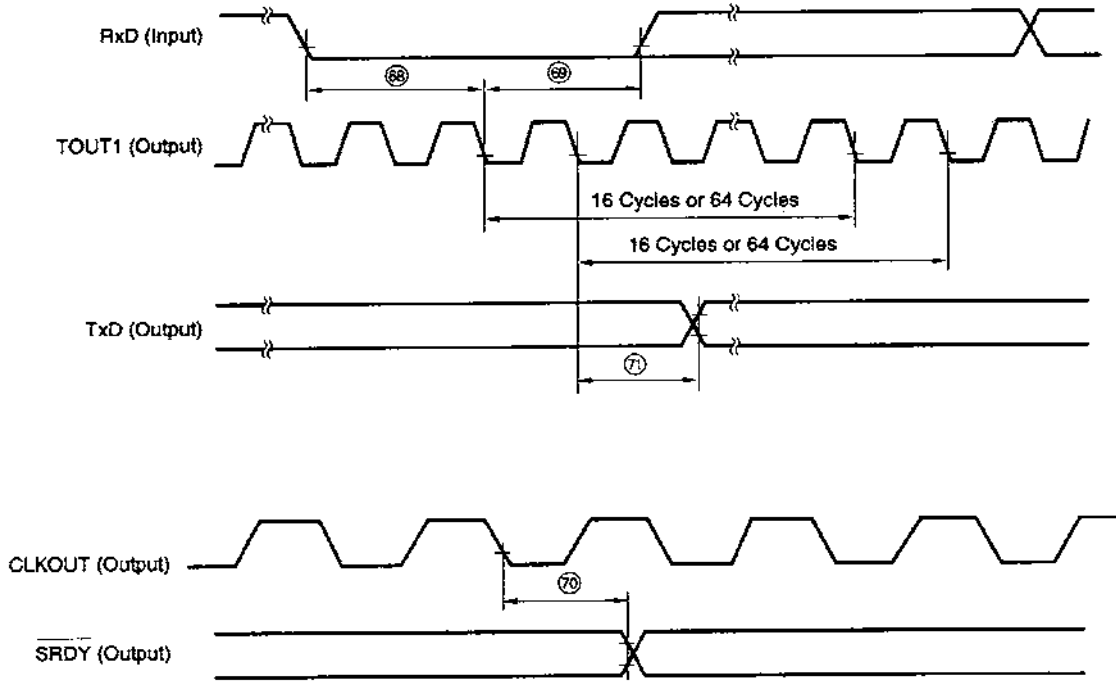 RxD (Input)
68
69
TOUT1 (Output)
16 Cycles or 64 Cycles
16 Cycles or 64 Cycles
TxD (Output)
71
CLKOUT (Output)
70
SRDY (Output)